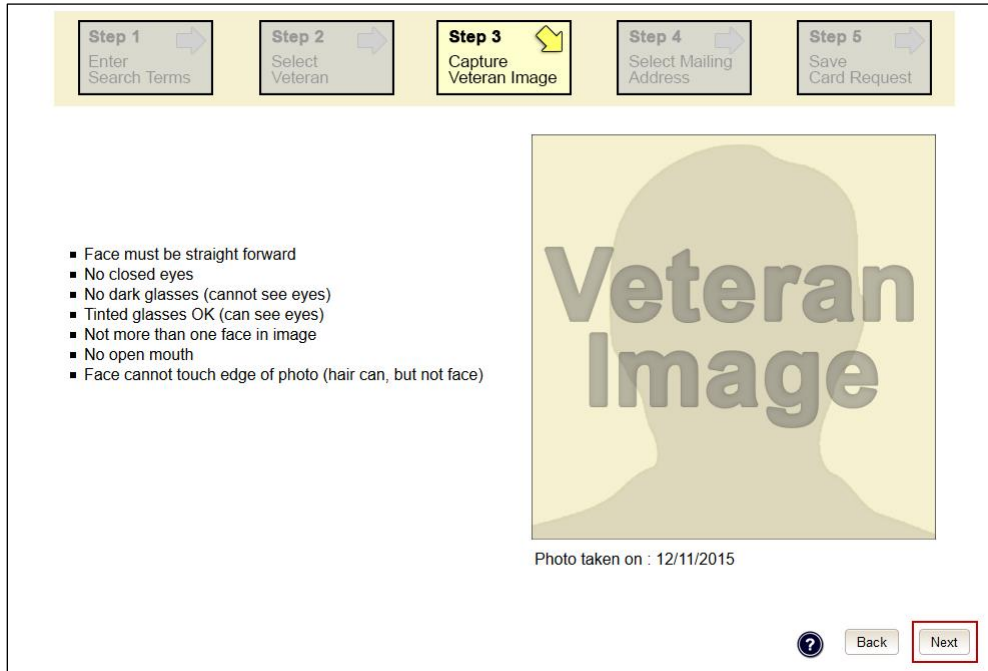 Step 1
Enter
Search Terms
Step 2
Select
Veteran
Step 3
Capture
Veteran Image
Step 4
Select Mailing
Address
Step 5
Save
Card Request
Face must be straight forward
No closed eyes
No dark glasses (cannot see eyes)
Tinted glasses OK (can see eyes)
Not more than one face in image
No open mouth
Face cannot touch edge of photo (hair can, but not face)
Veteran
Image
Photo taken on : 12/11/2015
?
Back
Next